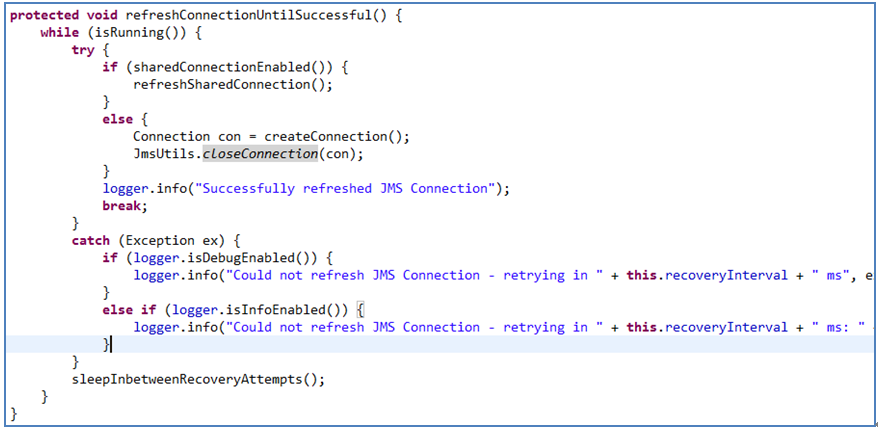 protected void refreshConnectionUntilSuccessful() {
    while (isRunning()) {
        try {
            if (sharedConnectionEnabled()) {
                refreshSharedConnection();
            }
            else {
                Connection con = createConnection();
                JmsUtils.closeConnection(con);
            }
            logger.info("Successfully refreshed JMS Connection");
            break;
        }
        catch (Exception ex) {
            if (logger.isDebugEnabled()) {
                logger.info("Could not refresh JMS Connection - retrying in " + this.recoveryInterval + " ms", e
            }
            else if (logger.isInfoEnabled()) {
                logger.info("Could not refresh JMS Connection - retrying in " + this.recoveryInterval + " ms: "
            }
        }
        sleepInbetweenRecoveryAttempts();
    }
}